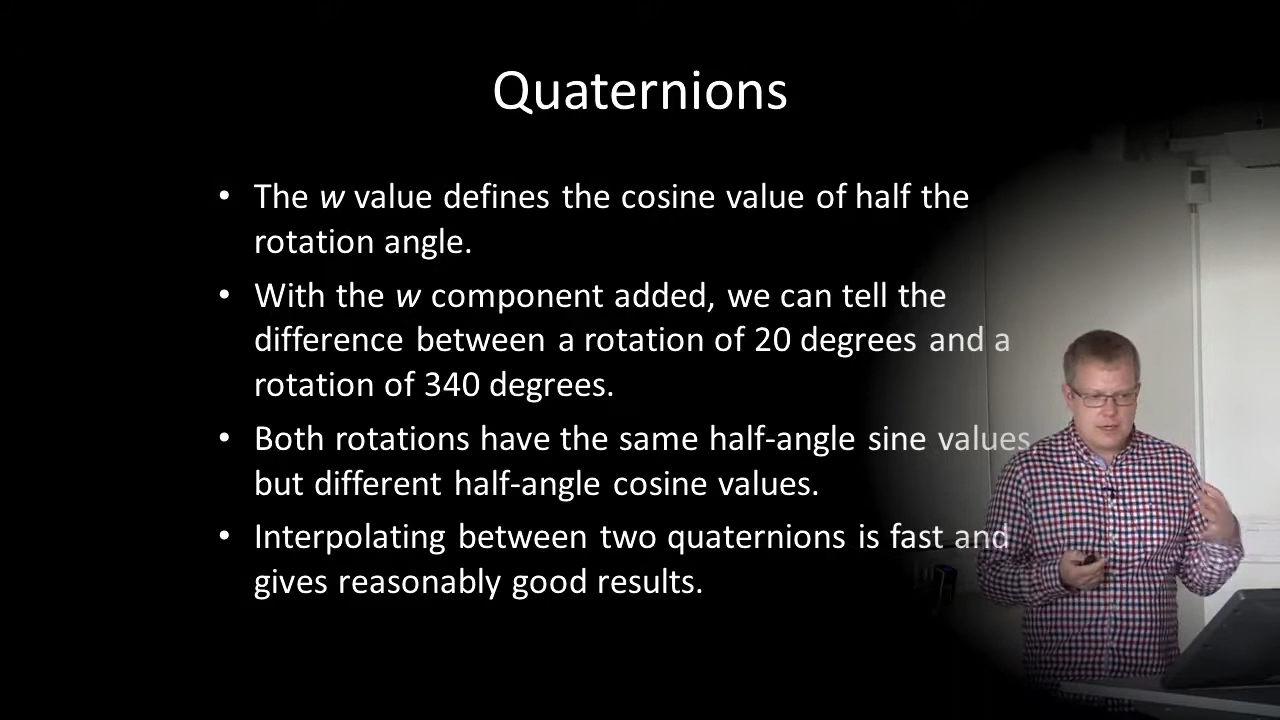 Quaternions
• The w value defines the cosine value of half the
rotation angle.
• With the w component added, we can tell the
difference between a rotation of 20 degrees and a
rotation of 340 degrees.
• Both rotations have the same half-angle sine values
but different half-angle cosine values.
• Interpolating between two quaternions is fast and
gives reasonably good results.